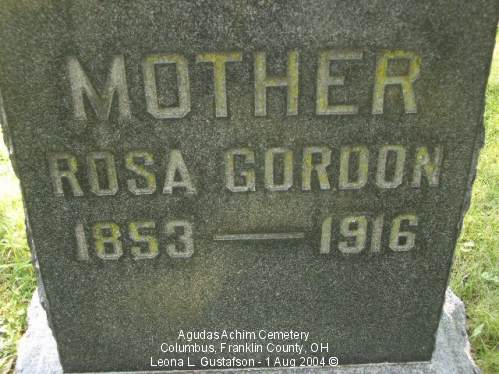 MOTHER
ROSA GORDON
1853 — 1916
Agudas Achim Cemetery
Columbus, Franklin County, OH
Leona L. Gustafson - 1 Aug 2004 ©